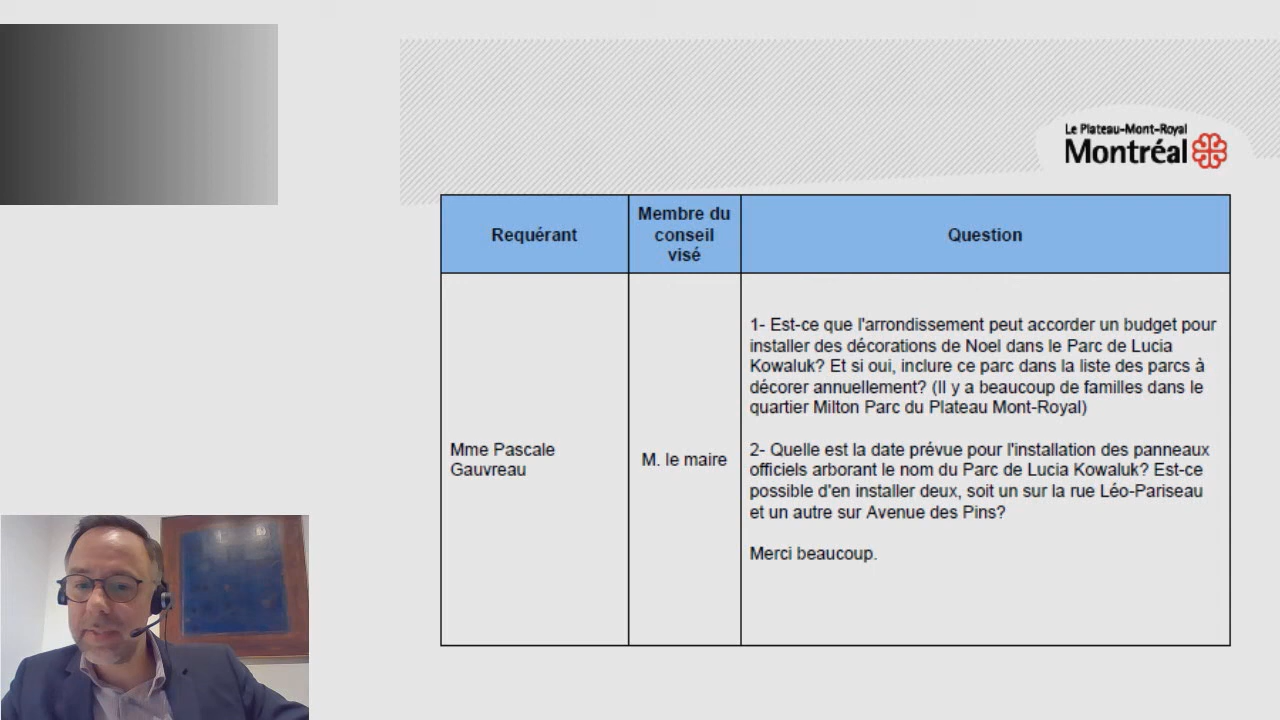 Le Plateau-Mont-Royal
Montréal
Requérant
Membre du
conseil
visé
Question
Mme Pascale
Gauvreau
M. le maire
1- Est-ce que l'arrondissement peut accorder un budget pour
installer des décorations de Noel dans le Parc de Lucia
Kowaluk? Et si oui, inclure ce parc dans la liste des parcs à
décorer annuellement? (Il y a beaucoup de familles dans le
quartier Milton Parc du Plateau Mont-Royal)
2- Quelle est la date prévue pour l'installation des panneaux
officiels arborant le nom du Parc de Lucia Kowaluk? Est-ce
possible d'en installer deux, soit un sur la rue Léo-Pariseau
et un autre sur Avenue des Pins?
Merci beaucoup.